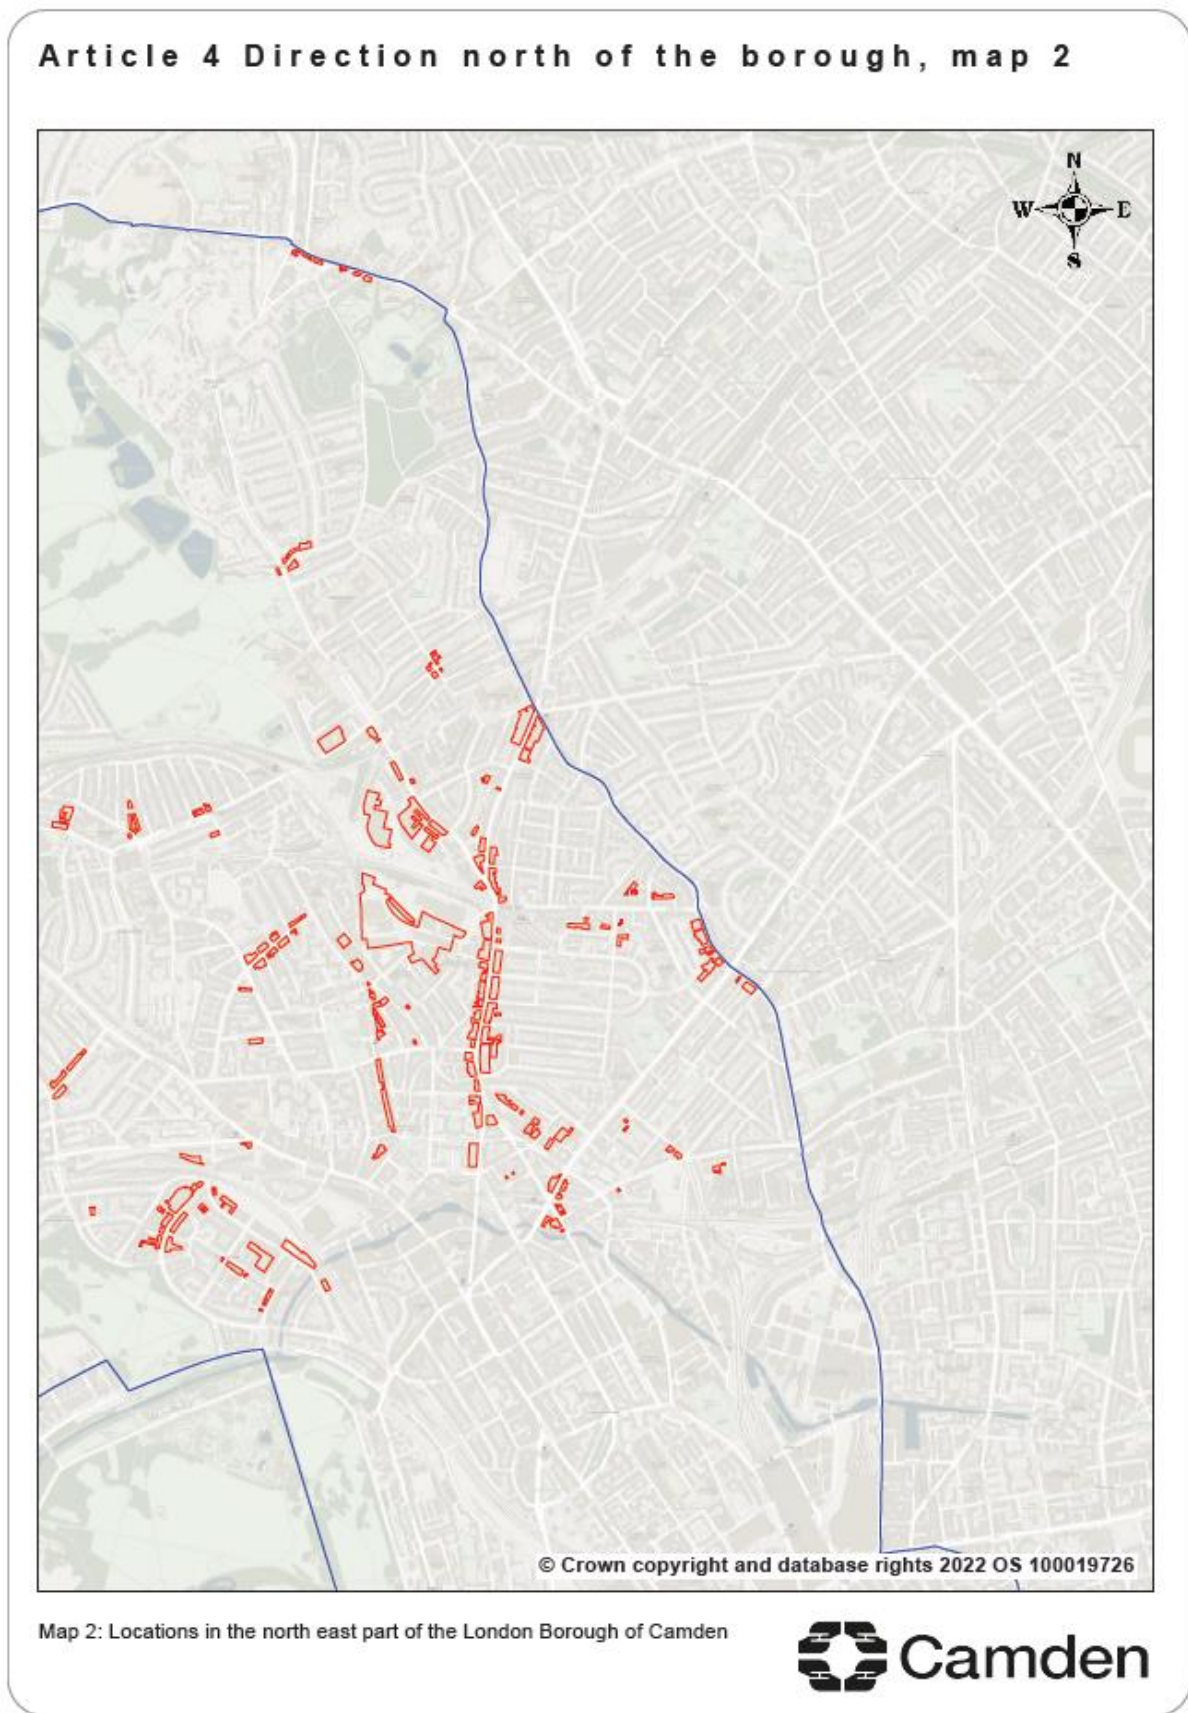 Article 4 Direction north of the borough, map 2
N
W E
S
© Crown copyright and database rights 2022 OS 100019726
Map 2: Locations in the north east part of the London Borough of Camden
Camden